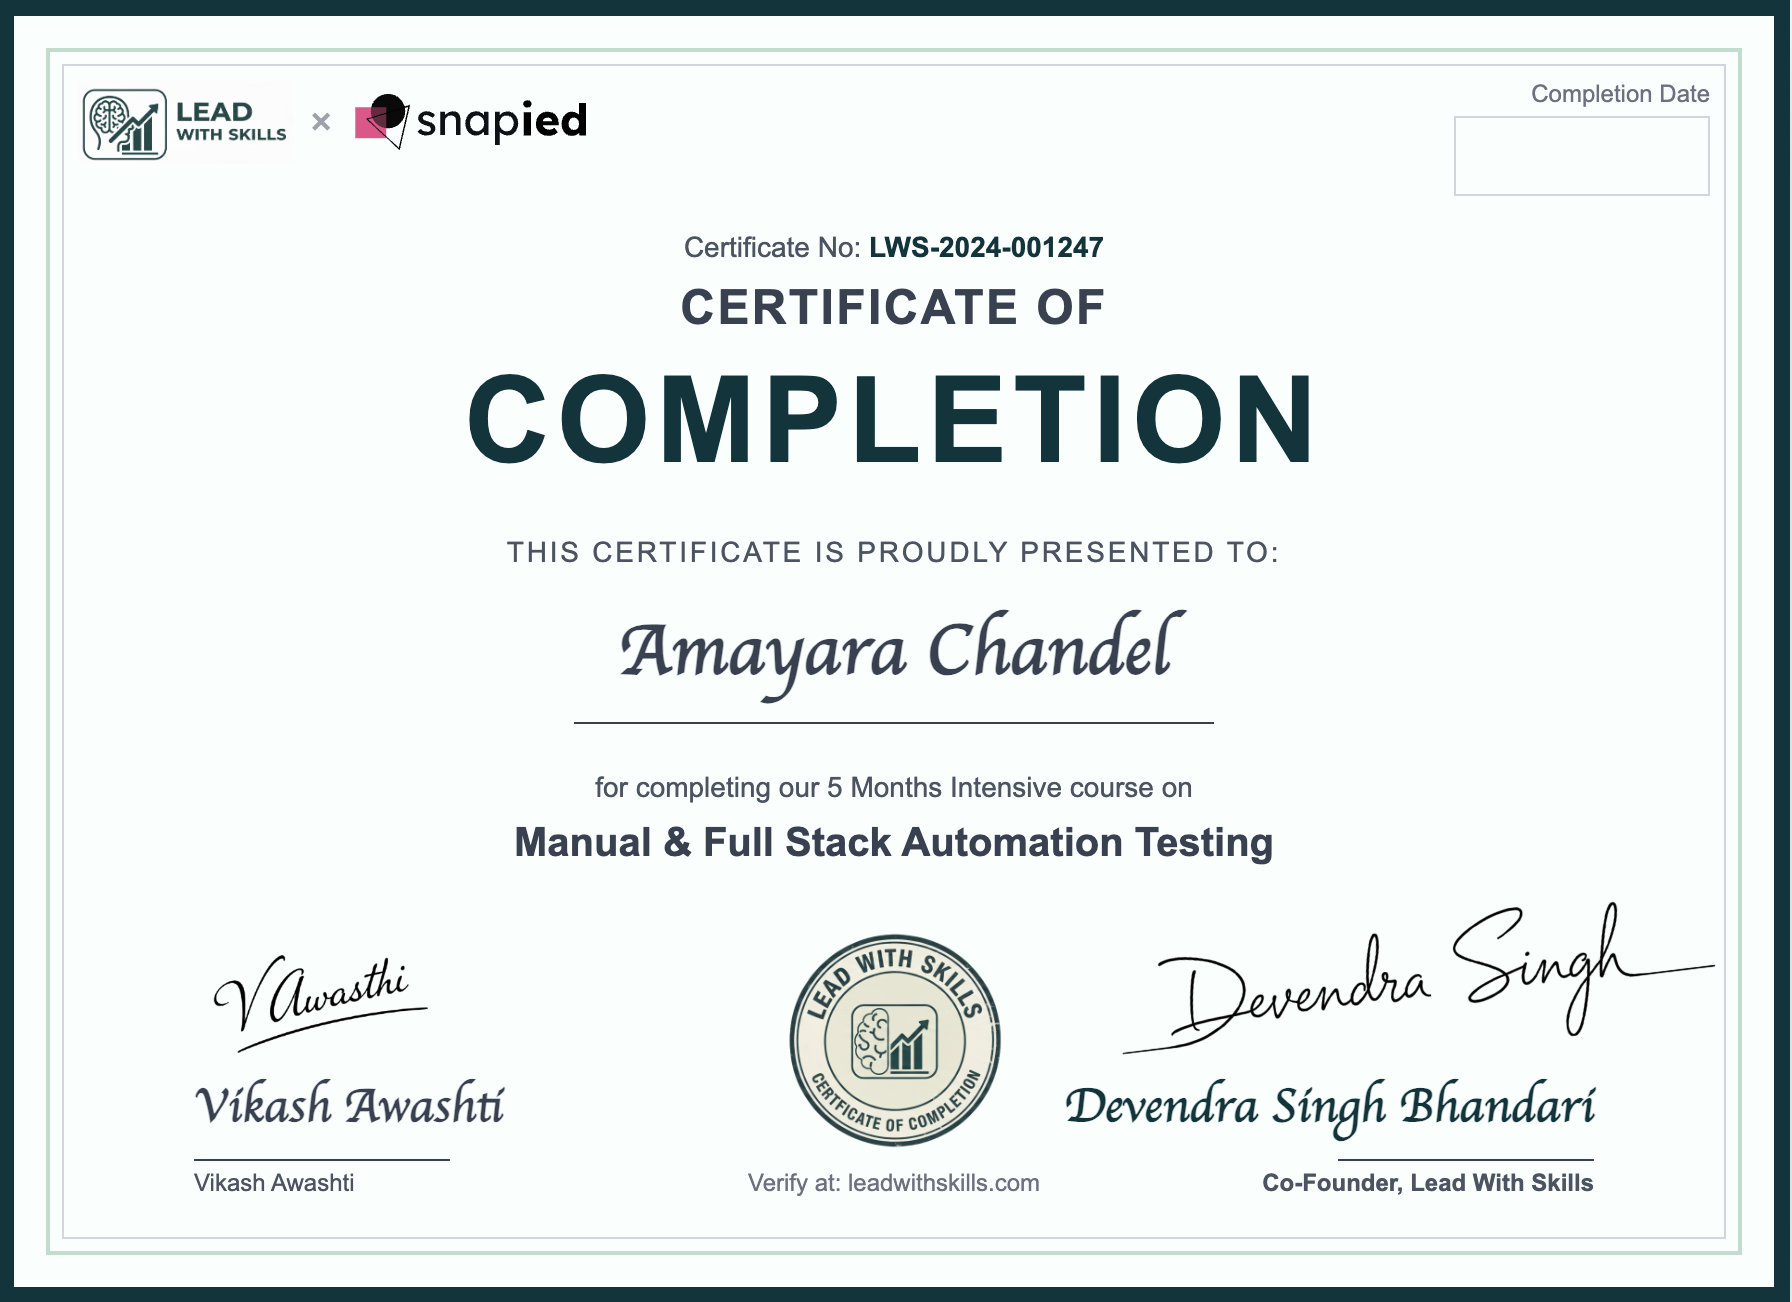 LEAD
WITH SKILLS
×
snapied
Completion Date
Certificate No: LWS-2024-001247
CERTIFICATE OF
COMPLETION
THIS CERTIFICATE IS PROUDLY PRESENTED TO:
Amayara Chandel
for completing our 5 Months Intensive course on
Manual & Full Stack Automation Testing
V Awasthi
Vikash Awashti
Vikash Awashti
LEAD WITH SKILLS
CERTFICATE OF COMPLETION
Verify at: leadwithskills.com
Devendra Singh
Devendra Singh Bhandari
Co-Founder, Lead With Skills